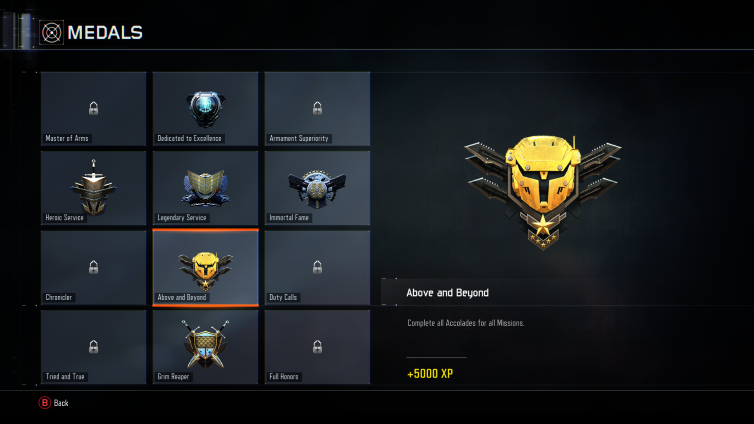 MEDALS
Master of Arms
Dedicated to Excellence
Armament Superiority
Heroic Service
Legendary Service
Immortal Fame
Chronicler
Above and Beyond
Duty Calls
Tried and True
Grim Reaper
Full Honors
Above and Beyond
Complete all Accolades for all Missions.
+5000 XP
B Back